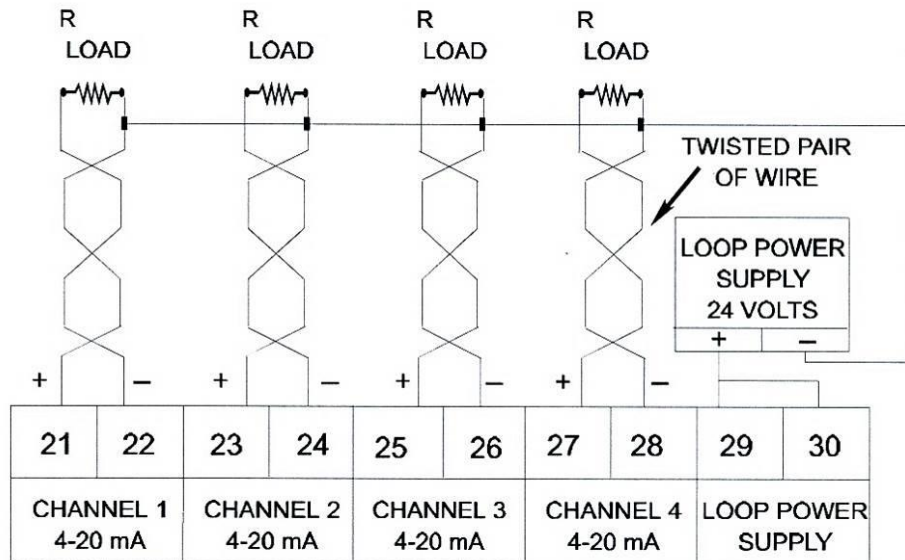 R R R R
LOAD LOAD LOAD LOAD
TWISTED PAIR
OF WIRE
LOOP POWER
SUPPLY
24 VOLTS
+ −
+ − + − + − + −
21 22 23 24 25 26 27 28 29 30
CHANNEL 1 CHANNEL 2 CHANNEL 3 CHANNEL 4 LOOP POWER
4-20 mA 4-20 mA 4-20 mA 4-20 mA SUPPLY